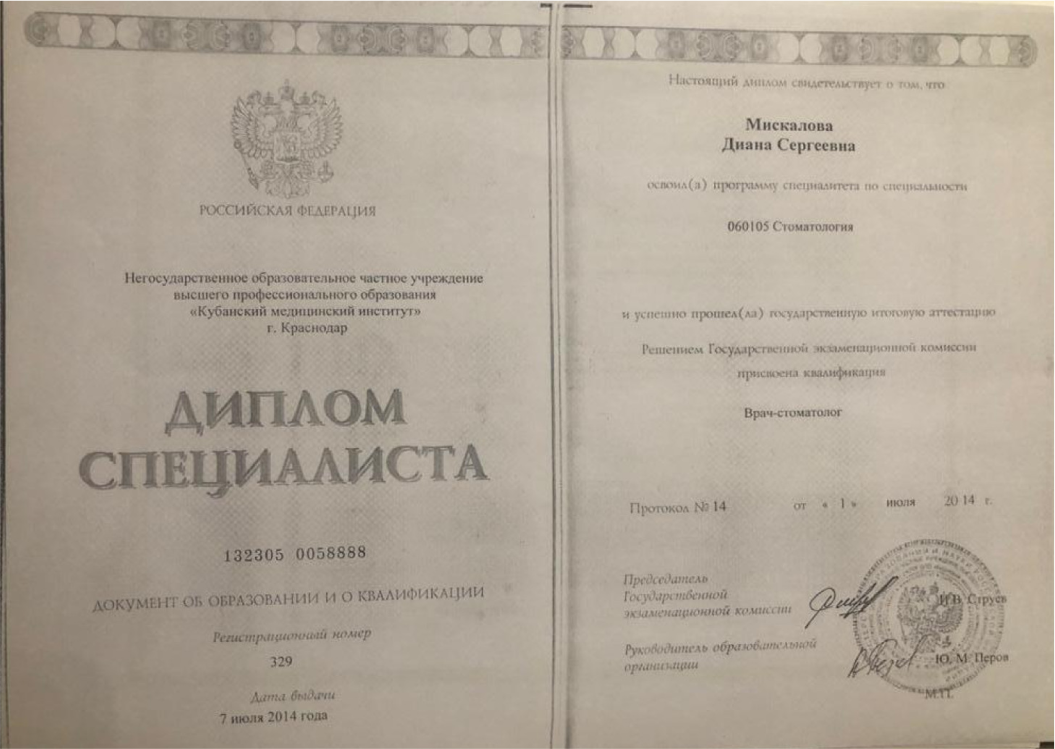 РОССИЙСКАЯ ФЕДЕРАЦИЯ
Негосударственное образовательное частное учреждение
высшего профессионального образования
«Кубанский медицинский институт»
г. Краснодар
ДИПЛОМ
СПЕЦИАЛИСТА
132305 0058888
ДОКУМЕНТ ОБ ОБРАЗОВАНИИ И О КВАЛИФИКАЦИИ
Регистрационный номер
329
Дата выдачи
7 июля 2014 года
Настоящий диплом свидетельствует о том, что
Мискалова
Диана Сергеевна
освоил(а) программу специалитета по специальности
060105 Стоматология
и успешно прошел(ла) государственную итоговую аттестацию
Решением Государственной экзаменационной комиссии
присвоена квалификация
Врач-стоматолог
Протокол № 14 от « 1 » июля 20 14 г.
Председатель
Государственной
экзаменационной комиссии
Струев
Руководитель образовательной
организации
Ю. М. Перов
М.П.